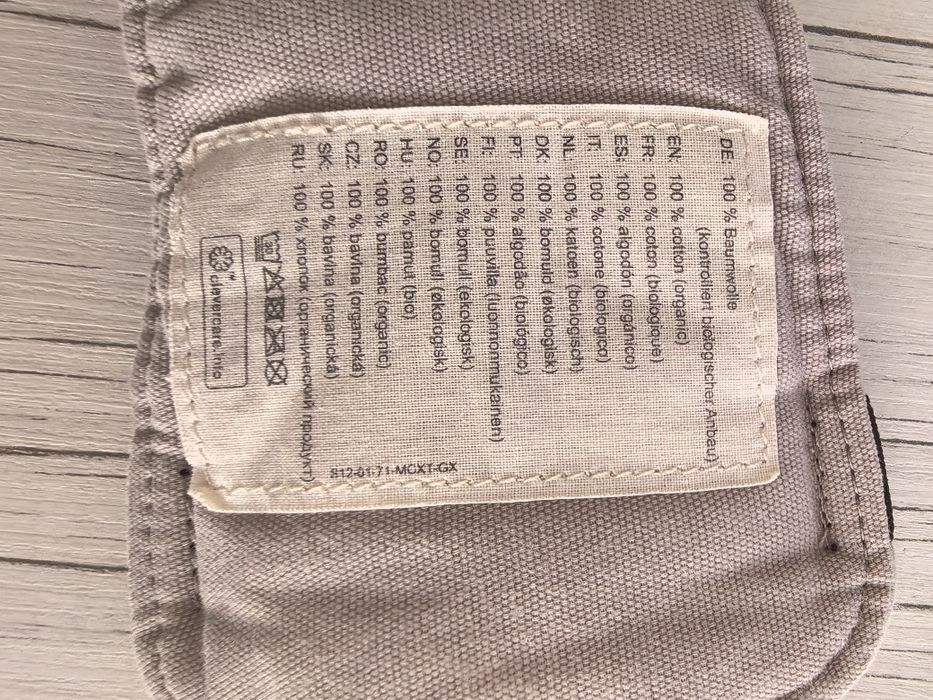 DE: 100 % Baumwolle
(kontrolliert biologischer Anbau)
EN: 100 % cotton (organic)
FR: 100 % coton (biologique)
ES: 100 % algodón (orgánico)
IT: 100 % cotone (biologico)
NL: 100 % katoen (biologisch)
DK: 100 % bomuld (økologisk)
PT: 100 % algodão (biológico)
FI: 100 % puuvilla (luonnonmukainen)
SE: 100 % bomull (ekologisk)
NO: 100 % bomull (økologisk)
HU: 100 % pamut (bio)
RO: 100 % bumbac (organic)
CZ: 100 % bavlna (organická)
SK: 100 % bavlna (organická)
RU: 100 % хлопок (органический продукт)
S12-01-71-MCXT-GX
30
clevercare.info